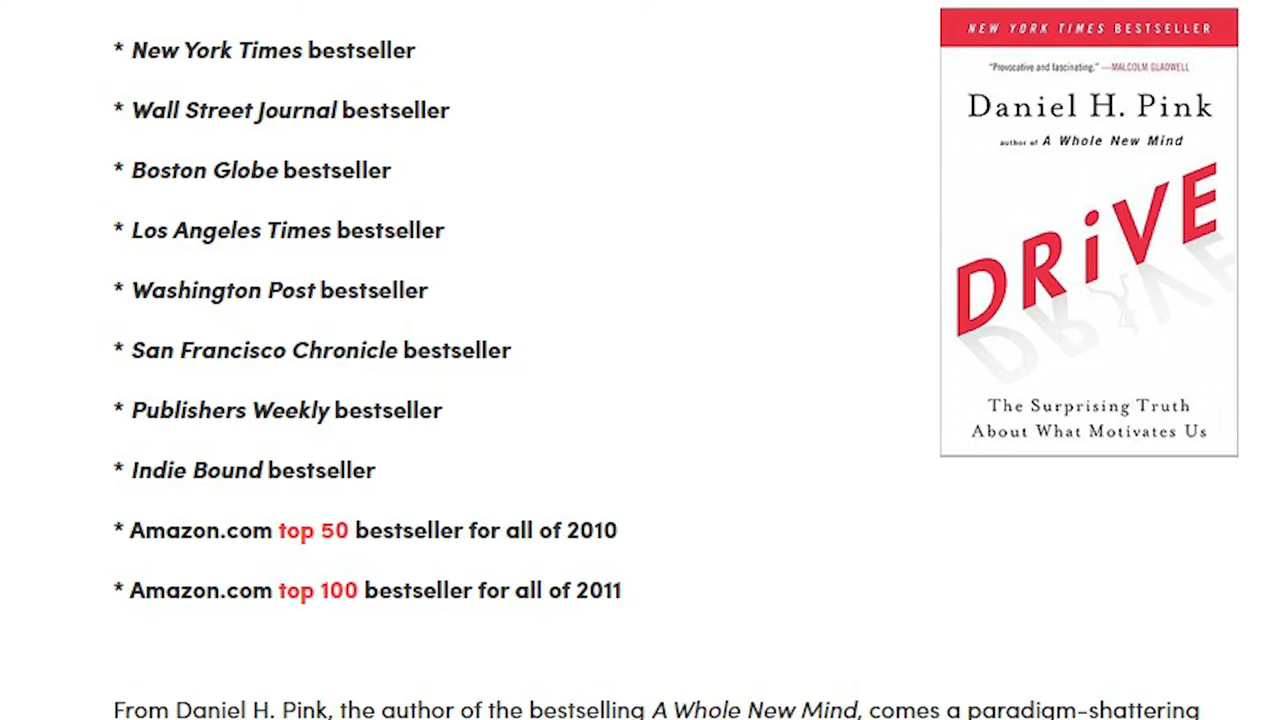 * New York Times bestseller
* Wall Street Journal bestseller
* Boston Globe bestseller
* Los Angeles Times bestseller
* Washington Post bestseller
* San Francisco Chronicle bestseller
* Publishers Weekly bestseller
* Indie Bound bestseller
* Amazon.com top 50 bestseller for all of 2010
* Amazon.com top 100 bestseller for all of 2011
From Daniel H. Pink, the author of the bestselling A Whole New Mind, comes a paradigm-shattering
NEW YORK TIMES BESTSELLER
"Provocative and fascinating." —MALCOLM GLADWELL
Daniel H. Pink
author of A Whole New Mind
DRiVE
The Surprising Truth
About What Motivates Us